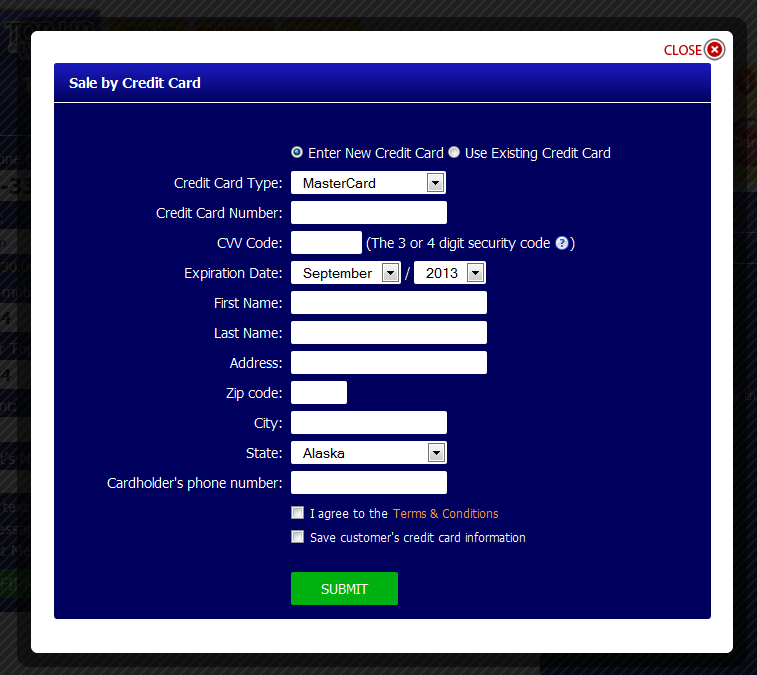 CLOSE
Sale by Credit Card
Enter New Credit Card Use Existing Credit Card
Credit Card Type: MasterCard
Credit Card Number:
CVV Code: (The 3 or 4 digit security code ?)
Expiration Date: September / 2013
First Name:
Last Name:
Address:
Zip code:
City:
State: Alaska
Cardholder's phone number:
I agree to the Terms & Conditions
Save customer's credit card information
SUBMIT